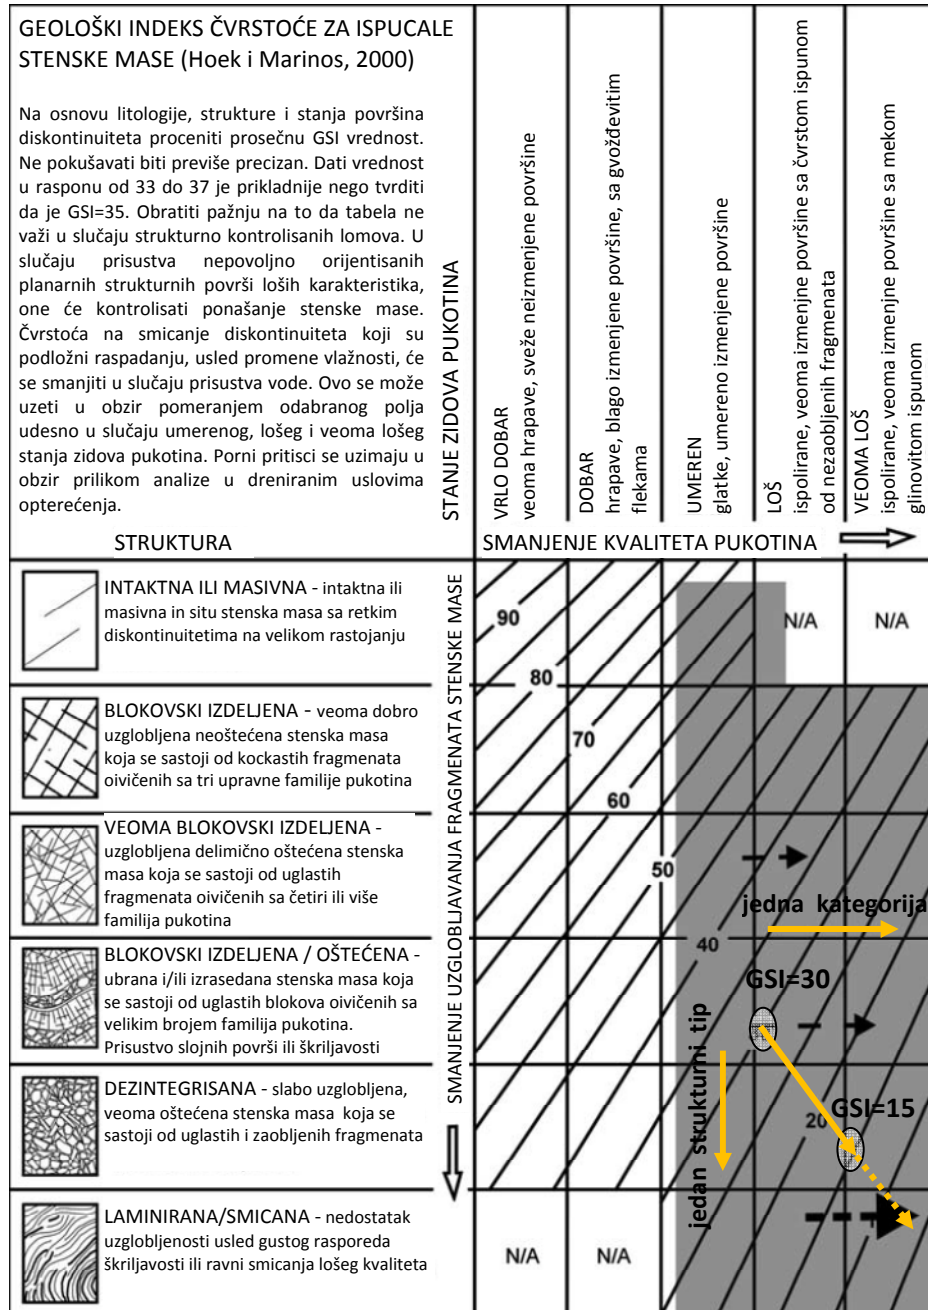 GEOLOŠKI INDEKS ČVRSTOĆE ZA ISPUCALE
STENSKE MASE (Hoek i Marinos, 2000)
Na osnovu litologije, strukture i stanja površina
diskontinuiteta proceniti prosečnu GSI vrednost.
Ne pokušavati biti previše precizan. Dati vrednost
u rasponu od 33 do 37 je prikladnije nego tvrditi
da je GSI=35. Obratiti pažnju na to da tabela ne
važi u slučaju strukturno kontrolisanih lomova. U
slučaju prisustva nepovoljno orijentisanih
planarnih strukturnih površi loših karakteristika,
one će kontrolisati ponašanje stenske mase.
Čvrstoća na smicanje diskontinuiteta koji su
podložni raspadanju, usled promene vlažnosti, će
se smanjiti u slučaju prisustva vode. Ovo se može
uzeti u obzir pomeranjem odabranog polja
udesno u slučaju umerenog, lošeg i veoma lošeg
stanja zidova pukotina. Porni pritisci se uzimaju u
obzir prilikom analize u dreniranim uslovima
opterećenja.
STANJE ZIDOVA PUKOTINA
VRLO DOBAR
veoma hrapave, sveže neizmenjene površine
DOBAR
hrapave, blago izmenjene površine, sa gvožđevitim
flekama
UMEREN
glatke, umereno izmenjene površine
LOŠ
ispolirane, veoma izmenjne površine sa čvrstom ispunom
od nezaobljenih fragmenata
VEOMA LOŠ
ispolirane, veoma izmenjne površine sa mekom
glinovitom ispunom
STRUKTURA
SMANJENJE KVALITETA PUKOTINA
SMANJENJE UZGLOBLJAVANJA FRAGMENATA STENSKE MASE
INTAKTNA ILI MASIVNA - intaktna ili
masivna in situ stenska masa sa retkim
diskontinuitetima na velikom rastojanju
90
N/A
N/A
80
BLOKOVSKI IZDELJENA - veoma dobro
uzglobljena neoštećena stenska masa
koja se sastoji od kockastih fragmenata
oivičenih sa tri upravne familije pukotina
70
60
VEOMA BLOKOVSKI IZDELJENA -
uzglobljena delimično oštećena stenska
masa koja se sastoji od uglastih
fragmenata oivičenih sa četiri ili više
familija pukotina
50
jedna kategorija
BLOKOVSKI IZDELJENA / OŠTEĆENA -
ubrana i/ili izrasedana stenska masa koja
se sastoji od uglastih blokova oivičenih sa
velikim brojem familija pukotina.
Prisustvo slojnih površi ili škriljavosti
40
GSI=30
jedan strukturni tip
DEZINTEGRISANA - slabo uzglobljena,
veoma oštećena stenska masa koja se
sastoji od uglastih i zaobljenih fragmenata
20
GSI=15
LAMINIRANA/SMICANA - nedostatak
uzglobljenosti usled gustog rasporeda
škriljavosti ili ravni smicanja lošeg kvaliteta
N/A
N/A